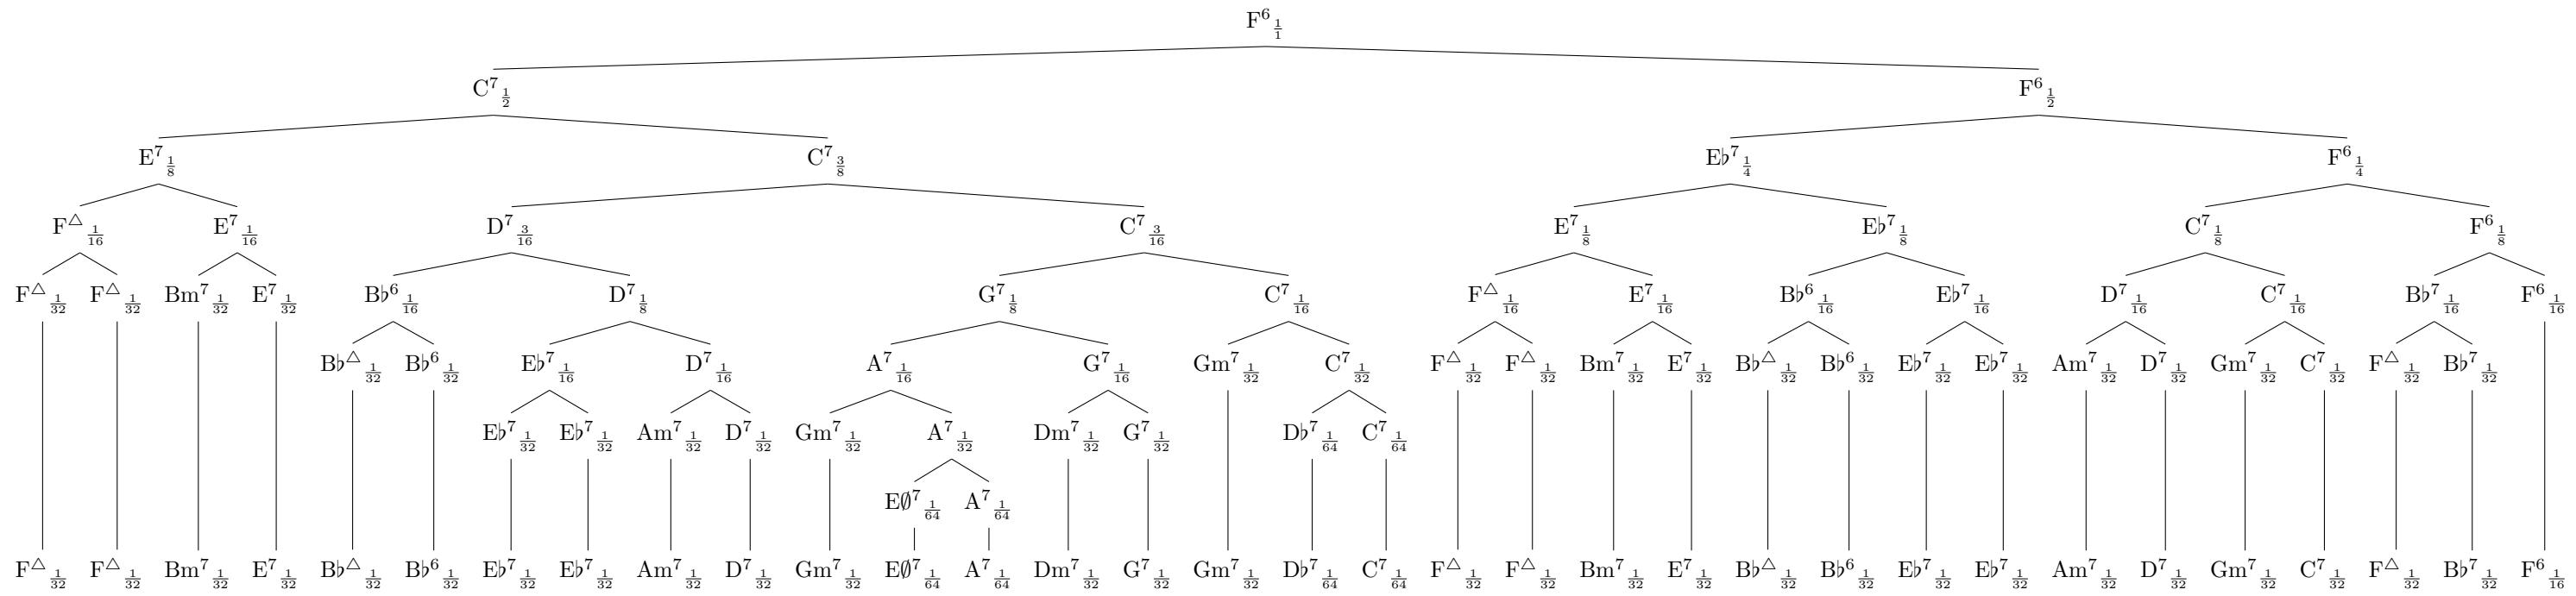 F⁶ 1/1
C⁷ 1/2 F⁶ 1/2
E⁷ 1/8 C⁷ 3/8 E♭⁷ 1/4 F⁶ 1/4
F△ 1/16 E⁷ 1/16 D⁷ 3/16 C⁷ 3/16 E⁷ 1/8 E♭⁷ 1/8 C⁷ 1/8 F⁶ 1/8
F△ 1/32 F△ 1/32 Bm⁷ 1/32 E⁷ 1/32 B♭⁶ 1/16 D⁷ 1/8 G⁷ 1/8 C⁷ 1/16 F△ 1/16 E⁷ 1/16 B♭⁶ 1/16 E♭⁷ 1/16 D⁷ 1/16 C⁷ 1/16 B♭⁷ 1/16 F⁶ 1/16
B♭△ 1/32 B♭⁶ 1/32 E♭⁷ 1/16 D⁷ 1/16 A⁷ 1/16 G⁷ 1/16 Gm⁷ 1/32 C⁷ 1/32 F△ 1/32 F△ 1/32 Bm⁷ 1/32 E⁷ 1/32 B♭△ 1/32 B♭⁶ 1/32 E♭⁷ 1/32 E♭⁷ 1/32 Am⁷ 1/32 D⁷ 1/32 Gm⁷ 1/32 C⁷ 1/32 F△ 1/32 B♭⁷ 1/32
E♭⁷ 1/32 E♭⁷ 1/32 Am⁷ 1/32 D⁷ 1/32 Gm⁷ 1/32 A⁷ 1/32 Dm⁷ 1/32 G⁷ 1/32 D♭⁷ 1/64 C⁷ 1/64
E∅⁷ 1/64 A⁷ 1/64
F△ 1/32 F△ 1/32 Bm⁷ 1/32 E⁷ 1/32 B♭△ 1/32 B♭⁶ 1/32 E♭⁷ 1/32 E♭⁷ 1/32 Am⁷ 1/32 D⁷ 1/32 Gm⁷ 1/32 E∅⁷ 1/64 A⁷ 1/64 Dm⁷ 1/32 G⁷ 1/32 Gm⁷ 1/32 D♭⁷ 1/64 C⁷ 1/64 F△ 1/32 F△ 1/32 Bm⁷ 1/32 E⁷ 1/32 B♭△ 1/32 B♭⁶ 1/32 E♭⁷ 1/32 E♭⁷ 1/32 Am⁷ 1/32 D⁷ 1/32 Gm⁷ 1/32 C⁷ 1/32 F△ 1/32 B♭⁷ 1/32 F⁶ 1/16